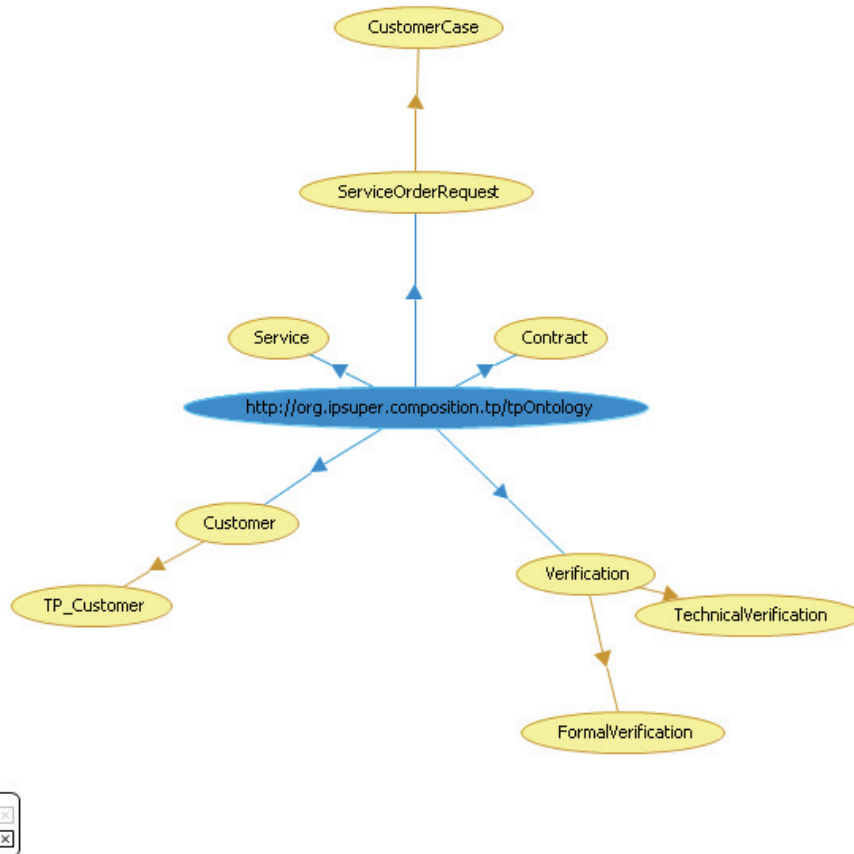 CustomerCase
ServiceOrderRequest
Service
Contract
http://org.ipsuper.composition.tp/tpOntology
Customer
Verification
TP_Customer
TechnicalVerification
FormalVerification